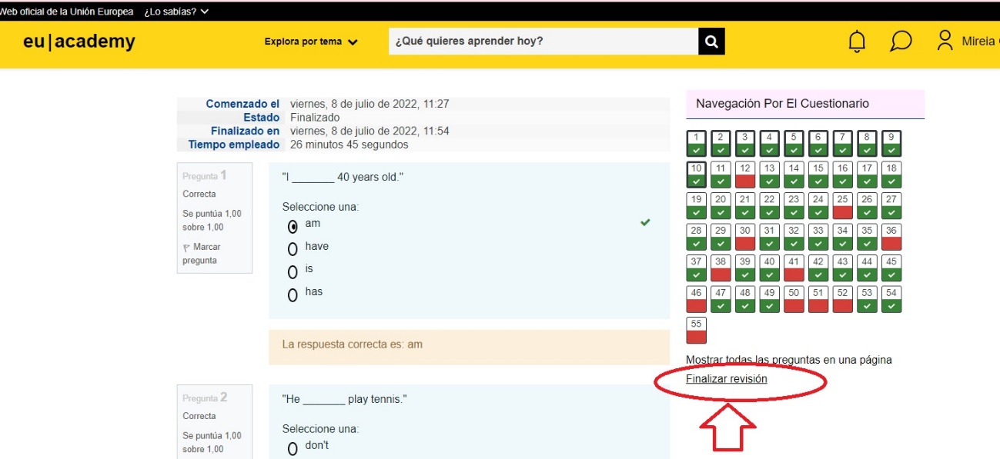 Web oficial de la Unión Europea ¿Lo sabías?
eu|academy
Explora por tema
¿Qué quieres aprender hoy?
Mireia
Comenzado el viernes, 8 de julio de 2022, 11:27
Estado Finalizado
Finalizado en viernes, 8 de julio de 2022, 11:54
Tiempo empleado 26 minutos 45 segundos
Pregunta 1
Correcta
Se puntúa 1,00
sobre 1,00
Marcar
pregunta
"I _______ 40 years old."
Seleccione una:
am
have
is
has
La respuesta correcta es: am
Pregunta 2
Correcta
Se puntúa 1,00
sobre 1,00
"He _______ play tennis."
Seleccione una:
don't
Navegación Por El Cuestionario
1 2 3 4 5 6 7 8 9
10 11 12 13 14 15 16 17 18
19 20 21 22 23 24 25 26 27
28 29 30 31 32 33 34 35 36
37 38 39 40 41 42 43 44 45
46 47 48 49 50 51 52 53 54
55
Mostrar todas las preguntas en una página
Finalizar revisión